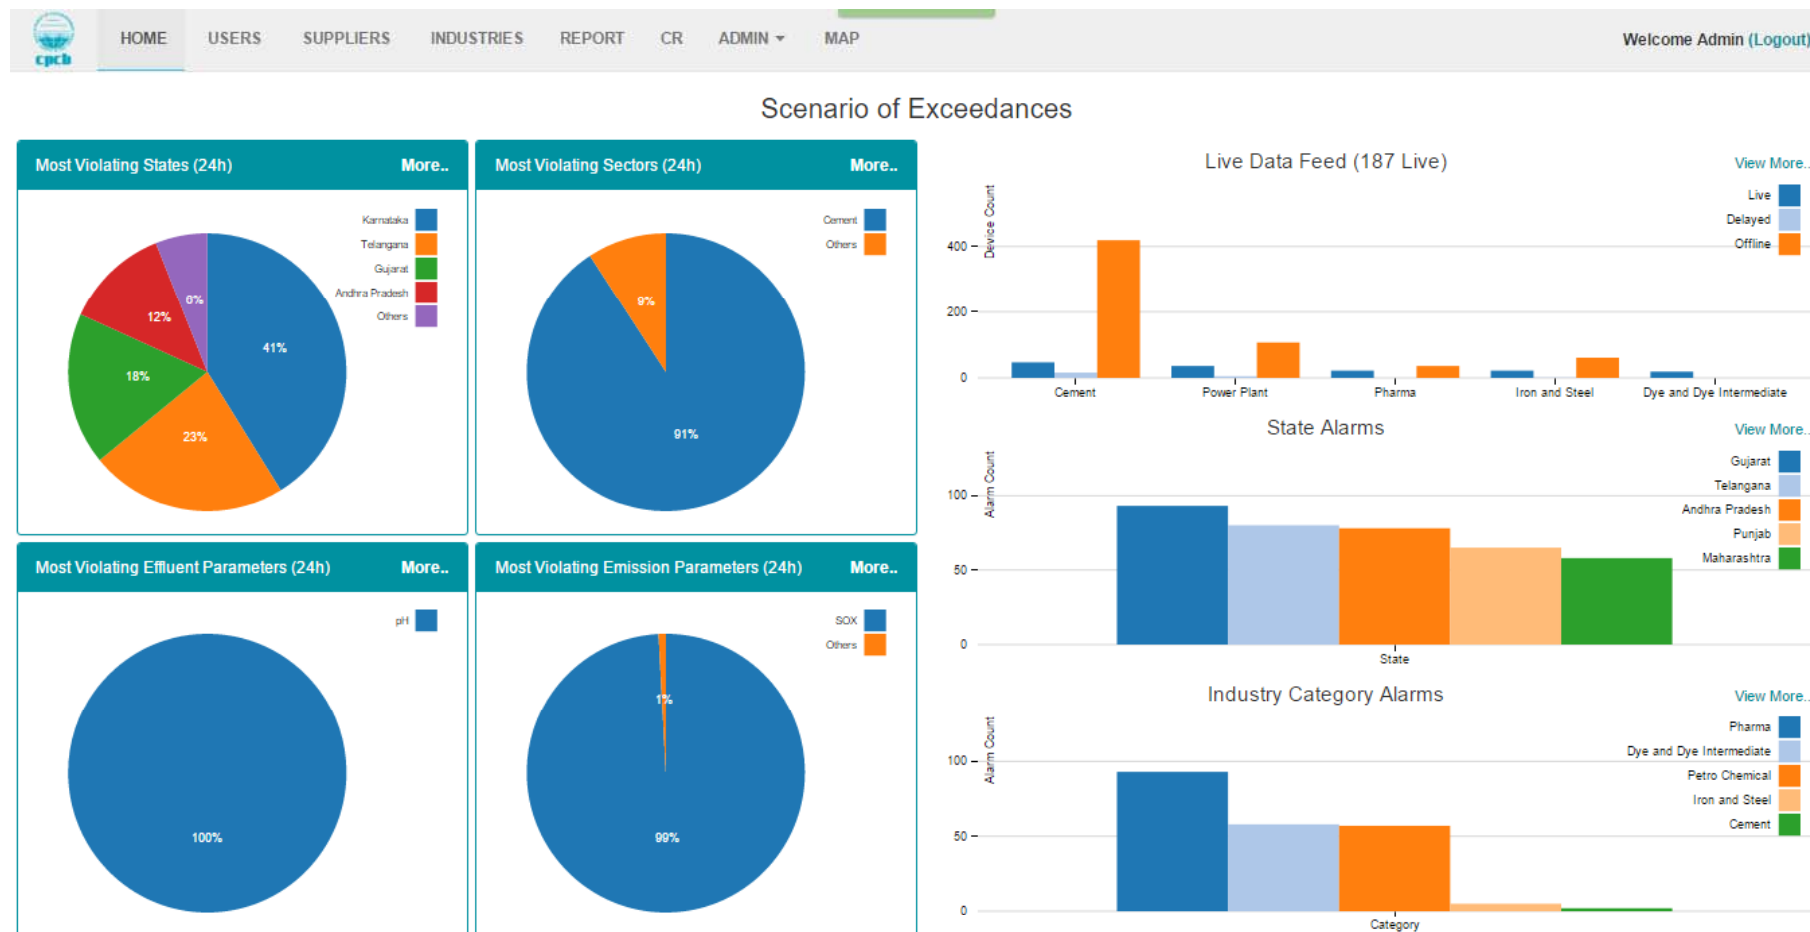 cpcb
HOME USERS SUPPLIERS INDUSTRIES REPORT CR ADMIN MAP
Welcome Admin (Logout)
Scenario of Exceedances
Most Violating States (24h) More..
Karnataka
Telangana
Gujarat
Andhra Pradesh
Others
6%
12%
41%
18%
23%
Most Violating Sectors (24h) More..
Cement
Others
9%
91%
Most Violating Effluent Parameters (24h) More..
pH
100%
Most Violating Emission Parameters (24h) More..
SOX
Others
1%
99%
Live Data Feed (187 Live)
View More..
Device Count
Live
Delayed
Offline
400
200
0
Cement Power Plant Pharma Iron and Steel Dye and Dye Intermediate
State Alarms
View More..
Alarm Count
Gujarat
Telangana
Andhra Pradesh
Punjab
Maharashtra
100
50
0
State
Industry Category Alarms
View More..
Alarm Count
Pharma
Dye and Dye Intermediate
Petro Chemical
Iron and Steel
Cement
100
50
0
Category